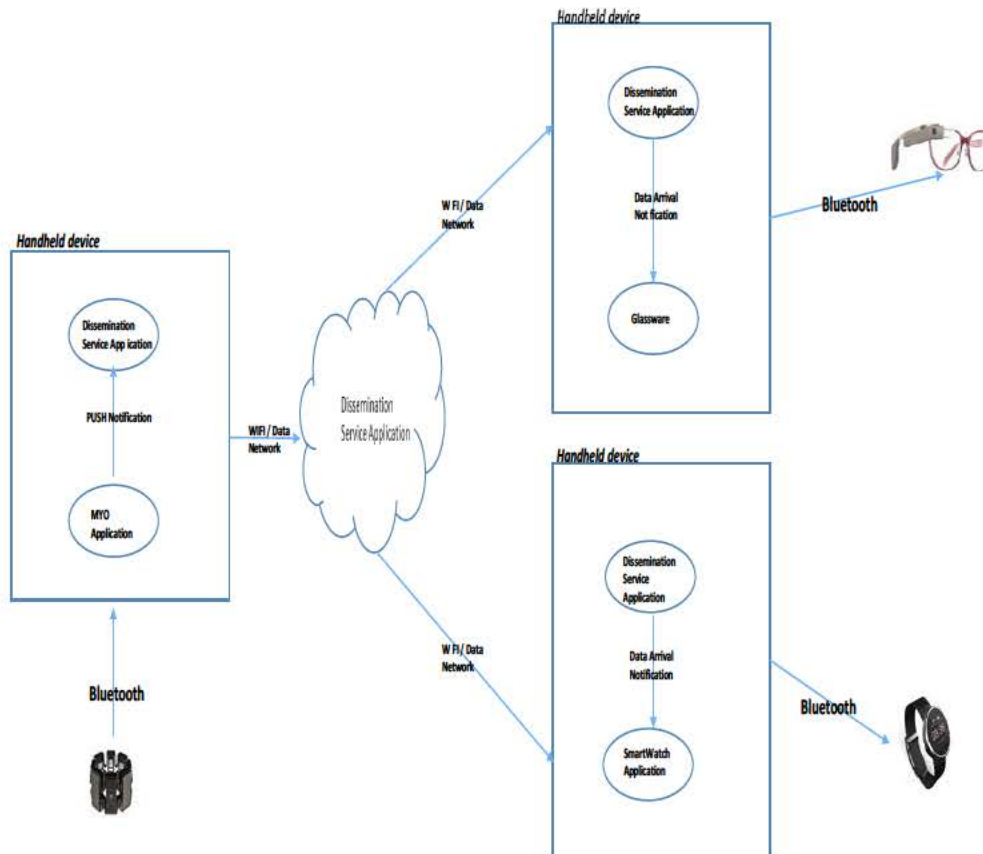 Handheld device
Dissemination
Service App ication
PUSH Notification
MYO
Application
Bluetooth
WIFI / Data
Network
Dissemination
Service Application
W FI / Data
Network
W FI / Data
Network
Handheld device
Dissemination
Service Application
Data Arrival
Not fication
Glassware
Bluetooth
Handheld device
Dissemination
Service
Application
Data Arrival
Notification
SmartWatch
Application
Bluetooth